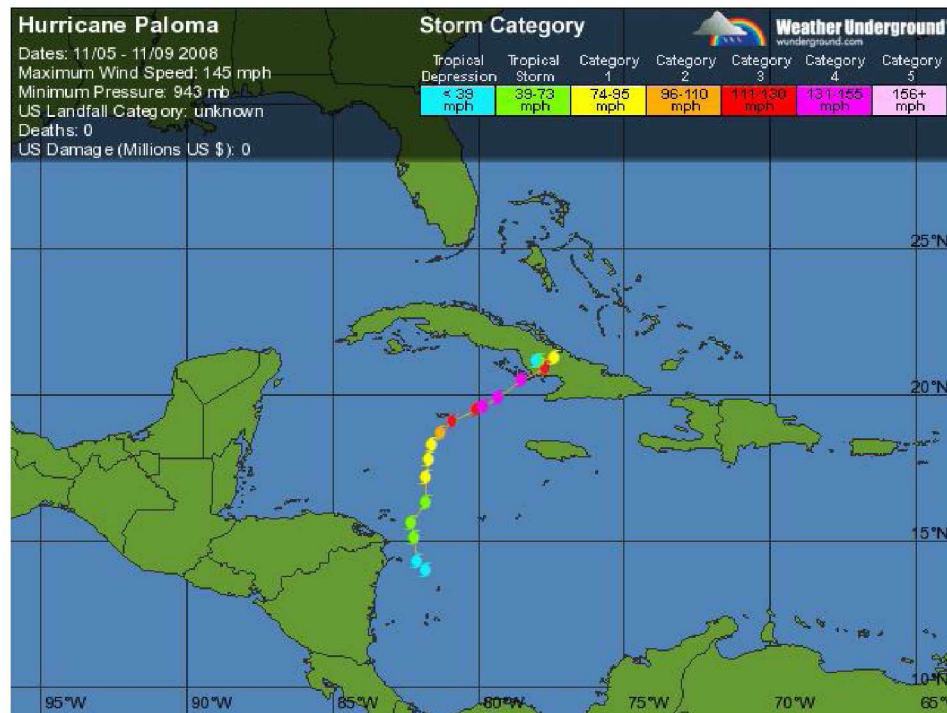 Hurricane Paloma
Dates: 11/05 - 11/09 2008
Maximum Wind Speed: 145 mph
Minimum Pressure: 943 mb
US Landfall Category: unknown
Deaths: 0
US Damage (Millions US $): 0
Storm Category
Weather Underground
wunderground.com
Tropical Depression
< 39 mph
Tropical Storm
39-73 mph
Category 1
74-95 mph
Category 2
96-110 mph
Category 3
111-130 mph
Category 4
131-155 mph
Category 5
156+ mph
25°N
20°N
15°N
10°N
95°W 90°W 85°W 80°W 75°W 70°W 65°